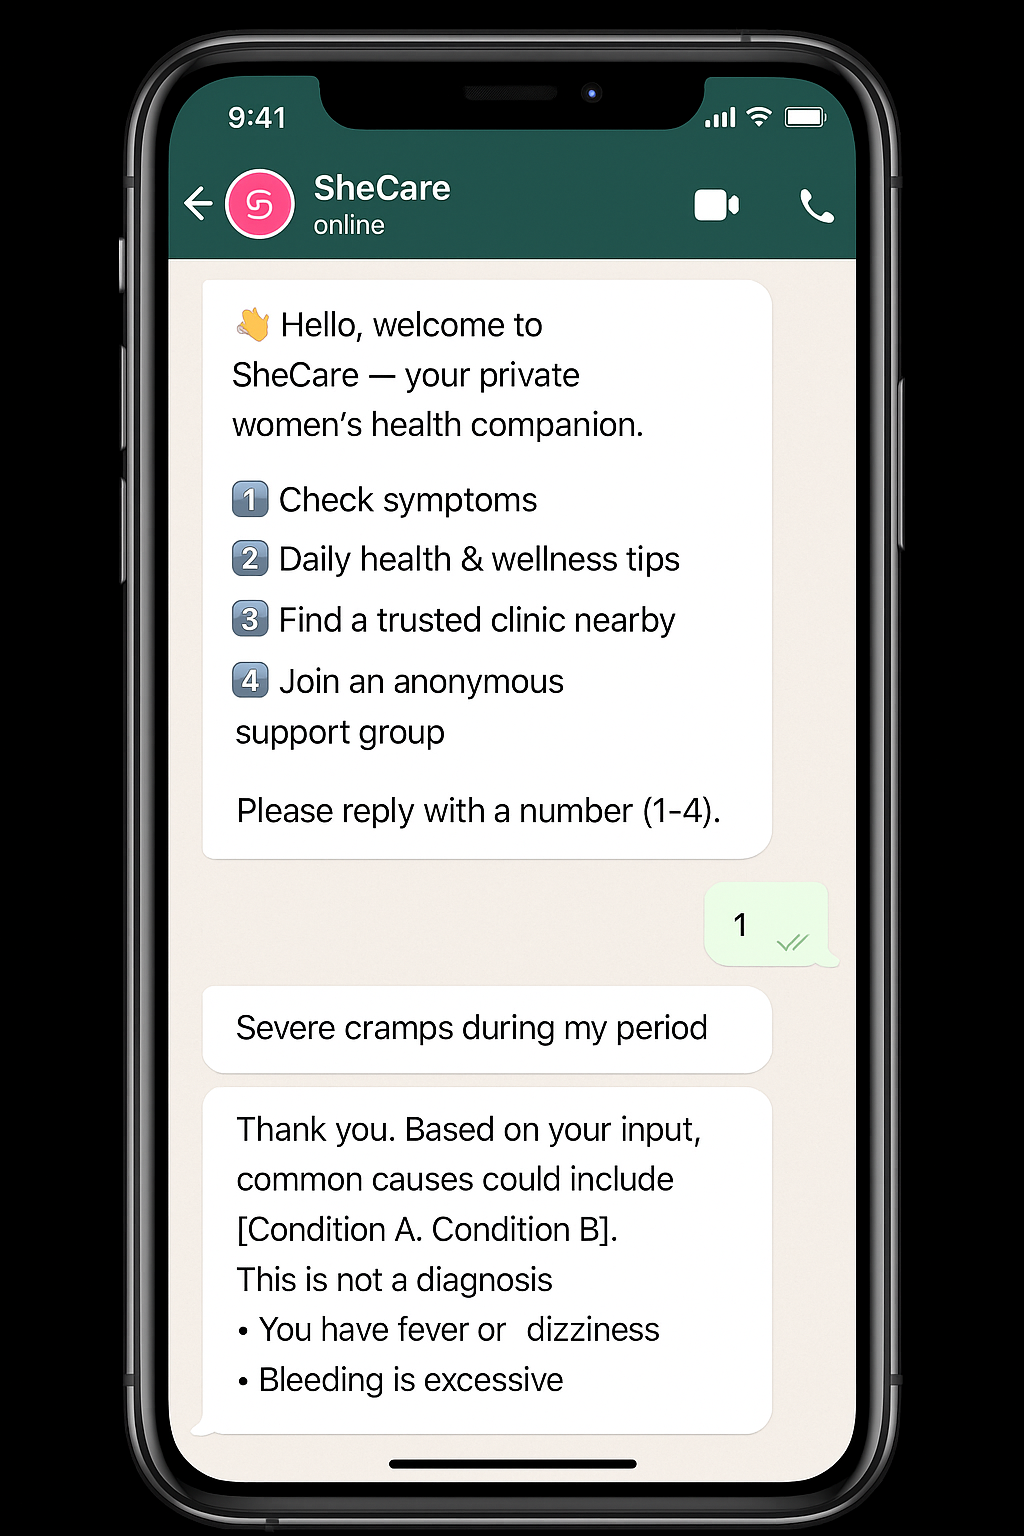 9:41
SheCare
online
👋 Hello, welcome to
SheCare — your private
women’s health companion.
1️⃣ Check symptoms
2️⃣ Daily health & wellness tips
3️⃣ Find a trusted clinic nearby
4️⃣ Join an anonymous
support group
Please reply with a number (1-4).
1
Severe cramps during my period
Thank you. Based on your input,
common causes could include
[Condition A. Condition B].
This is not a diagnosis
• You have fever or dizziness
• Bleeding is excessive